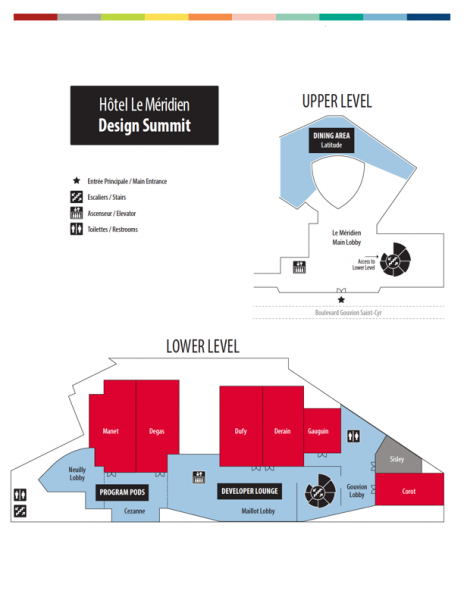 Hôtel Le Méridien
Design Summit
Entrée Principale / Main Entrance
Escaliers / Stairs
Ascenseur / Elevator
Toilettes / Restrooms
UPPER LEVEL
DINING AREA
Latitude
Le Méridien
Main Lobby
Access to
Lower Level
Boulevard Gouvion Saint-Cyr
LOWER LEVEL
Manet
Degas
Dufy
Derain
Gauguin
Sisley
Neuilly
Lobby
PROGRAM PODS
DEVELOPER LOUNGE
Gouvion
Lobby
Corot
Cezanne
Maillot Lobby